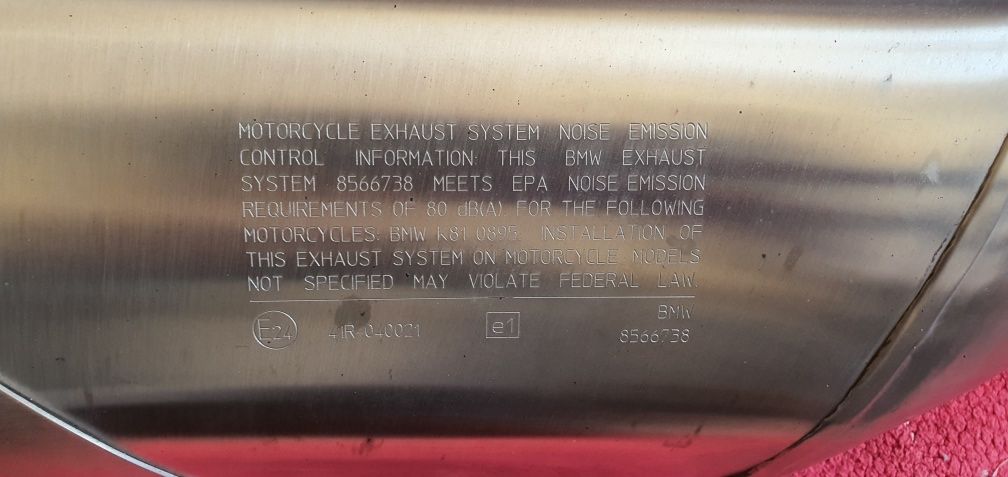 MOTORCYCLE EXHAUST SYSTEM NOISE EMISSION
CONTROL INFORMATION: THIS BMW EXHAUST
SYSTEM 8566738 MEETS EPA NOISE EMISSION
REQUIREMENTS OF 80 dB(A). FOR THE FOLLOWING
MOTORCYCLES: BMW K81 0895. INSTALLATION OF
THIS EXHAUST SYSTEM ON MOTORCYCLE MODELS
NOT SPECIFIED MAY VIOLATE FEDERAL LAW.
BMW
E24 41R-040021 e1 8566738